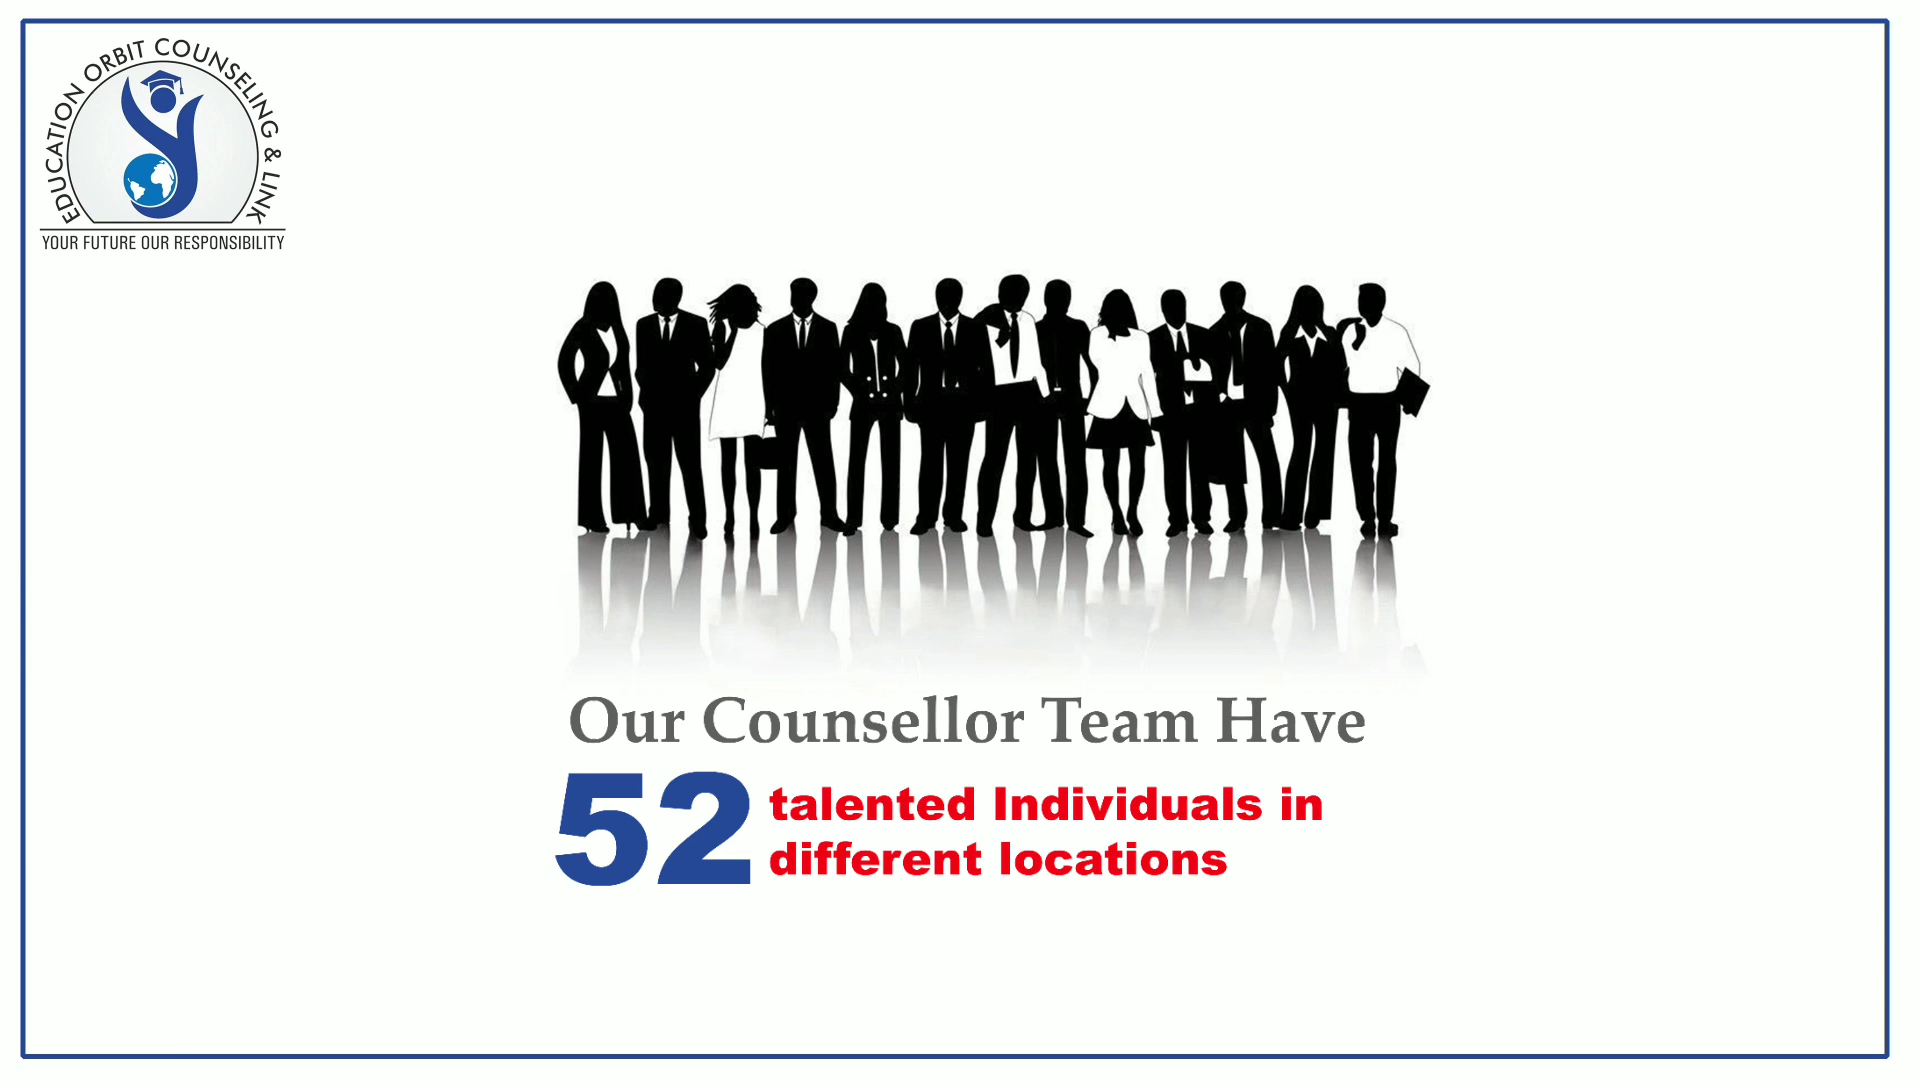 EDUCATION ORBIT COUNSELING & LINK
YOUR FUTURE OUR RESPONSIBILITY
Our Counsellor Team Have
52 talented Individuals in
different locations